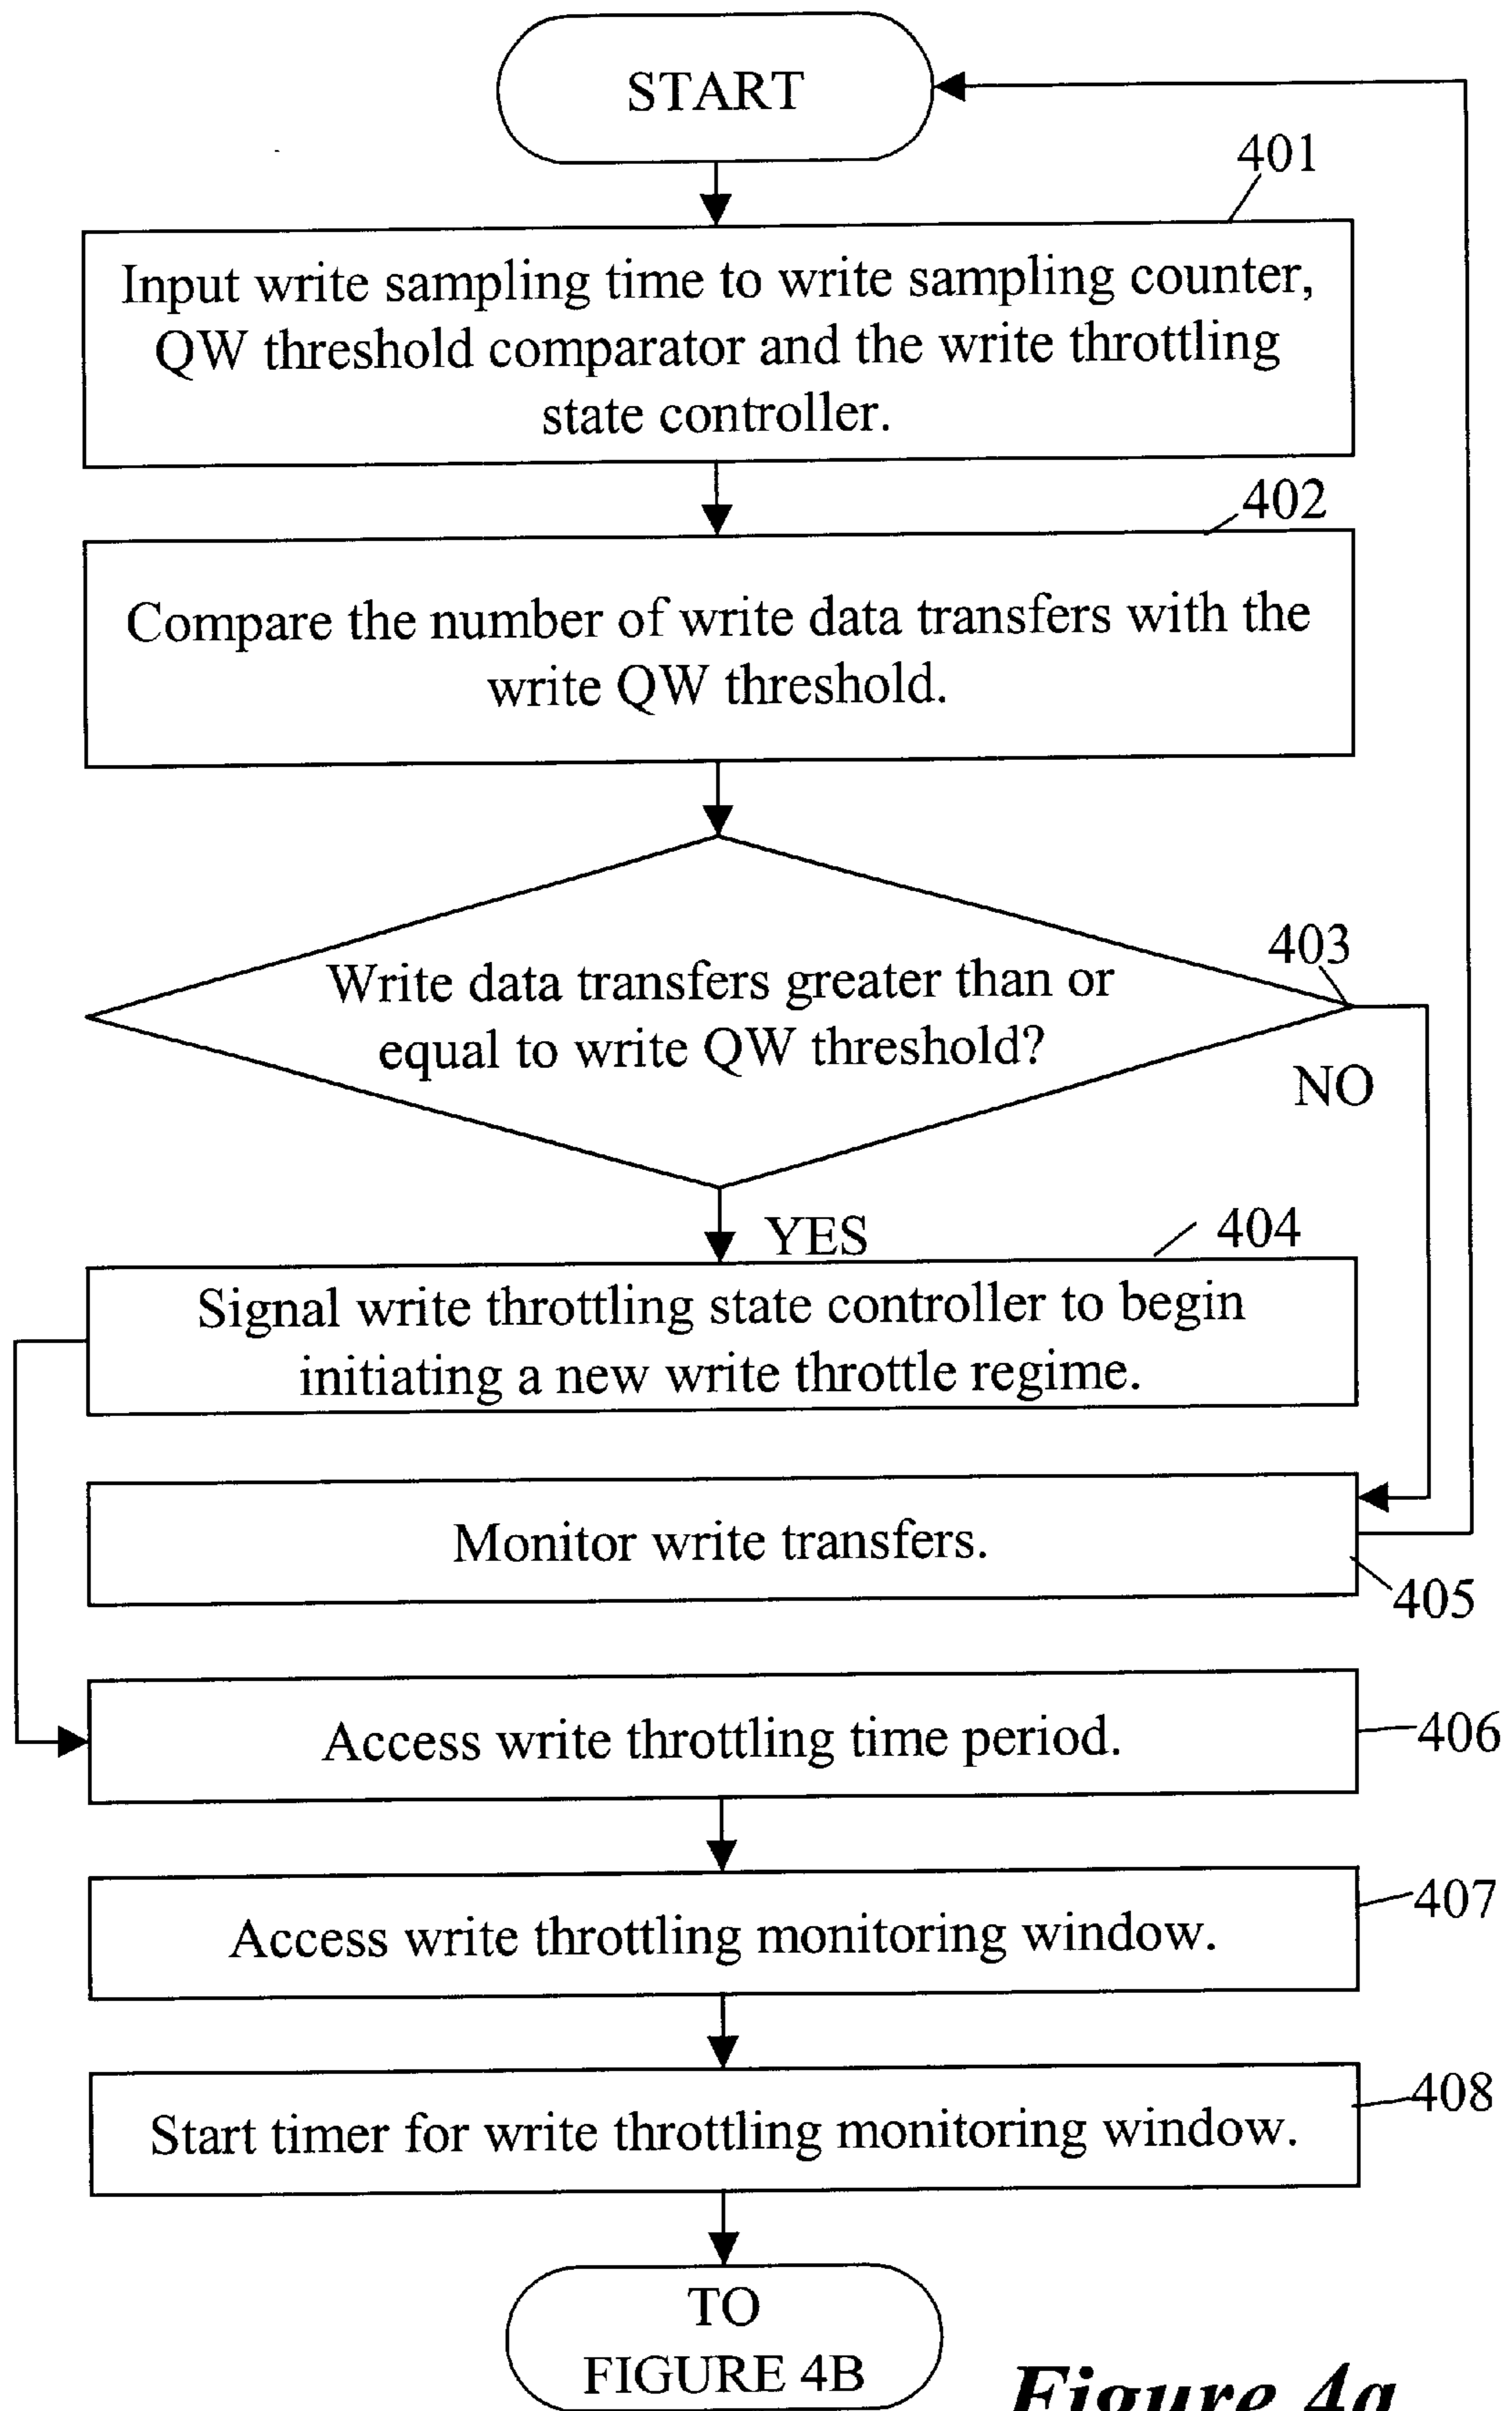 START
401
Input write sampling time to write sampling counter,
QW threshold comparator and the write throttling
state controller.
402
Compare the number of write data transfers with the
write QW threshold.
403
Write data transfers greater than or
equal to write QW threshold?
NO
YES
404
Signal write throttling state controller to begin
initiating a new write throttle regime.
Monitor write transfers.
405
Access write throttling time period.
406
Access write throttling monitoring window.
407
Start timer for write throttling monitoring window.
408
TO
FIGURE 4B
Figure 4a